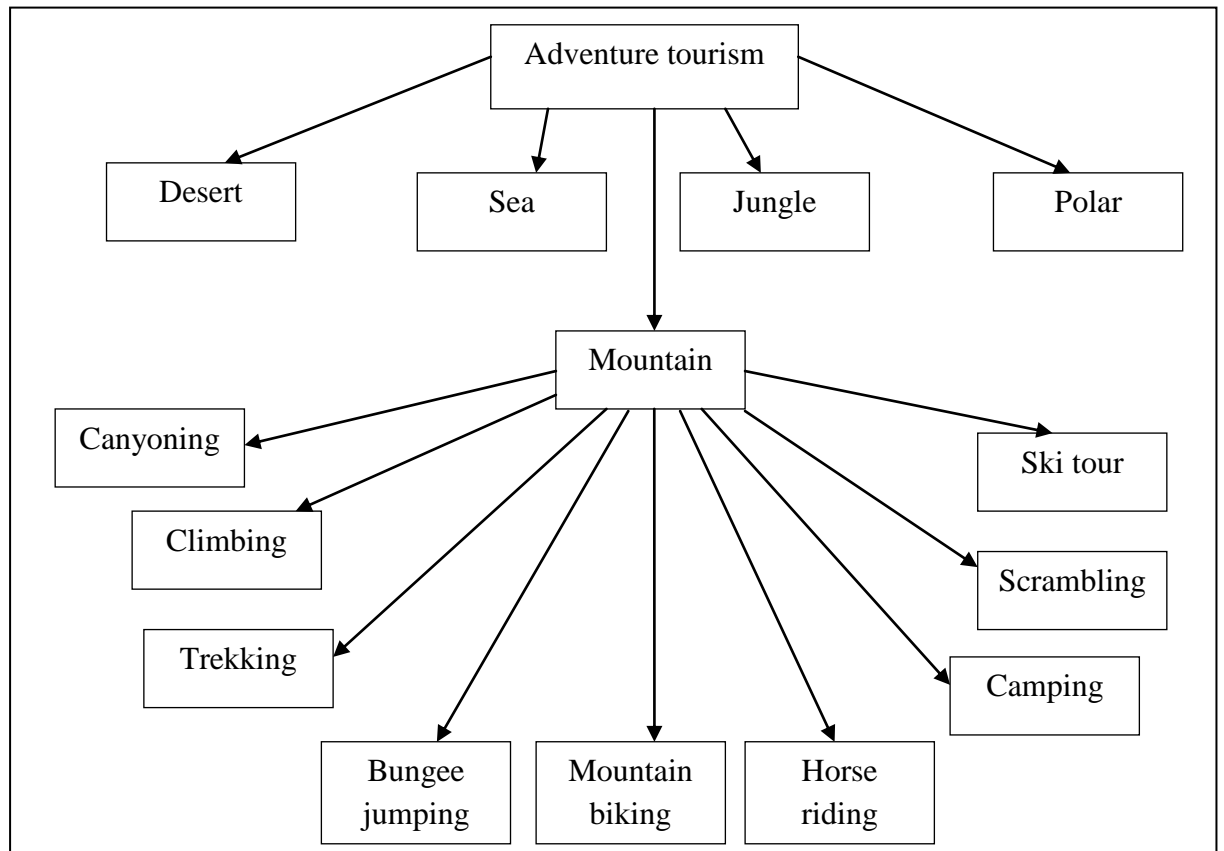 Adventure tourism
Desert
Sea
Jungle
Polar
Mountain
Canyoning
Ski tour
Climbing
Scrambling
Trekking
Camping
Bungee
jumping
Mountain
biking
Horse
riding